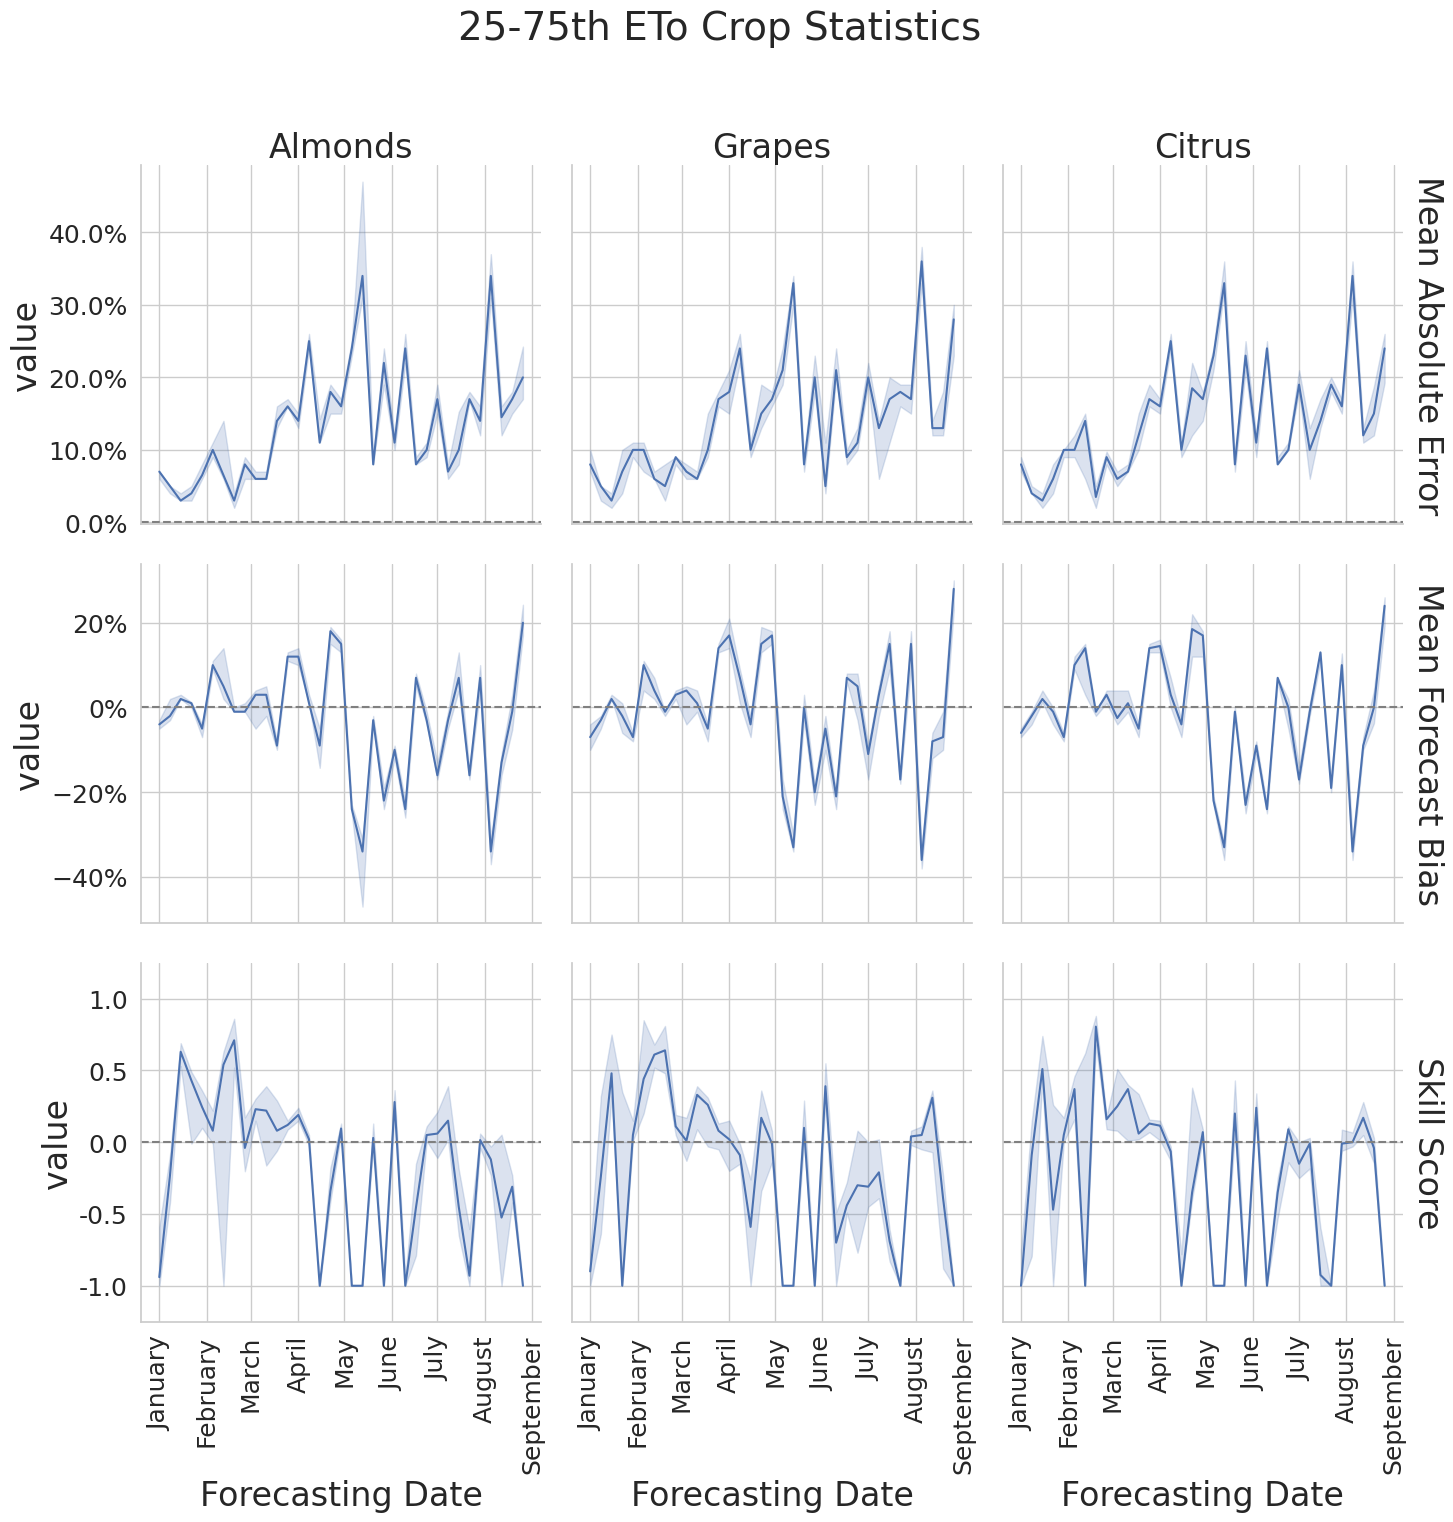 25-75th ETo Crop Statistics
Almonds
Grapes
Citrus
Mean Absolute Error
value
40.0%
30.0%
20.0%
10.0%
0.0%
Mean Forecast Bias
value
20%
0%
−20%
−40%
Skill Score
value
1.0
0.5
0.0
-0.5
-1.0
January
February
March
April
May
June
July
August
September
January
February
March
April
May
June
July
August
September
January
February
March
April
May
June
July
August
September
Forecasting Date
Forecasting Date
Forecasting Date